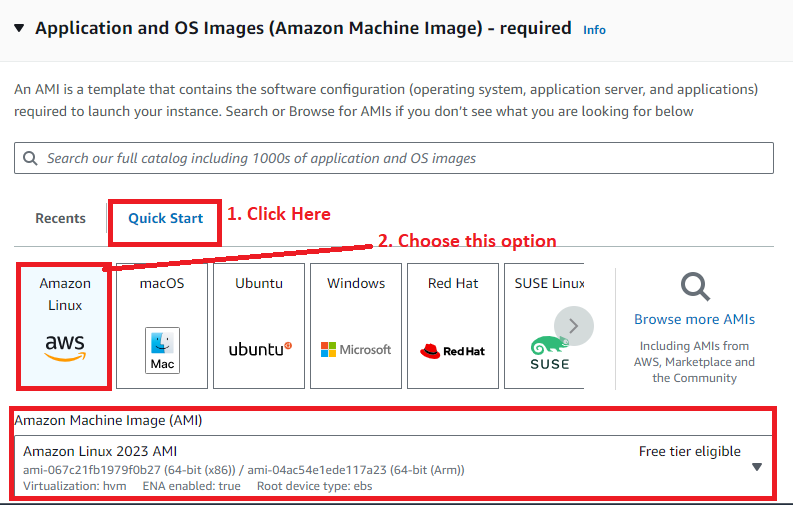 Application and OS Images (Amazon Machine Image) - required Info
An AMI is a template that contains the software configuration (operating system, application server, and applications)
required to launch your instance. Search or Browse for AMIs if you don't see what you are looking for below
Search our full catalog including 1000s of application and OS images
Recents
Quick Start
1. Click Here
2. Choose this option
Amazon
Linux
aws
macOS
Mac
Ubuntu
ubuntu
Windows
Microsoft
Red Hat
Red Hat
SUSE Linux
SUSE
Browse more AMIs
Including AMIs from
AWS, Marketplace and
the Community
Amazon Machine Image (AMI)
Amazon Linux 2023 AMI
Free tier eligible
ami-067c21fb1979f0b27 (64-bit (x86)) / ami-04ac54e1ede117a23 (64-bit (Arm))
Virtualization: hvm ENA enabled: true Root device type: ebs